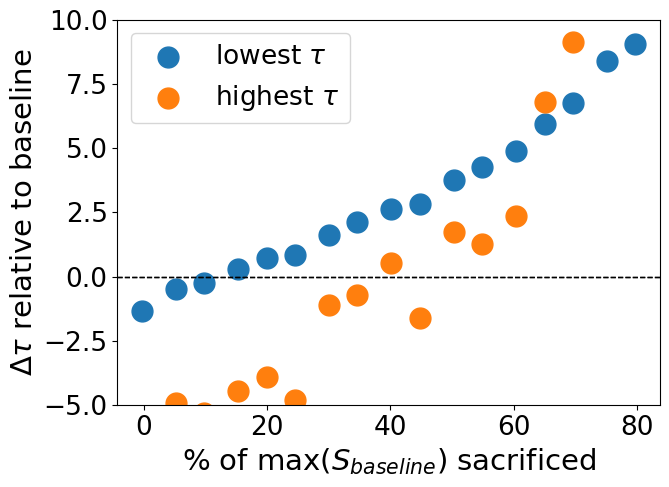 10.0
7.5
5.0
2.5
0.0
−2.5
−5.0
Δτ relative to baseline
lowest τ
highest τ
0 20 40 60 80
% of max(S_baseline) sacrificed